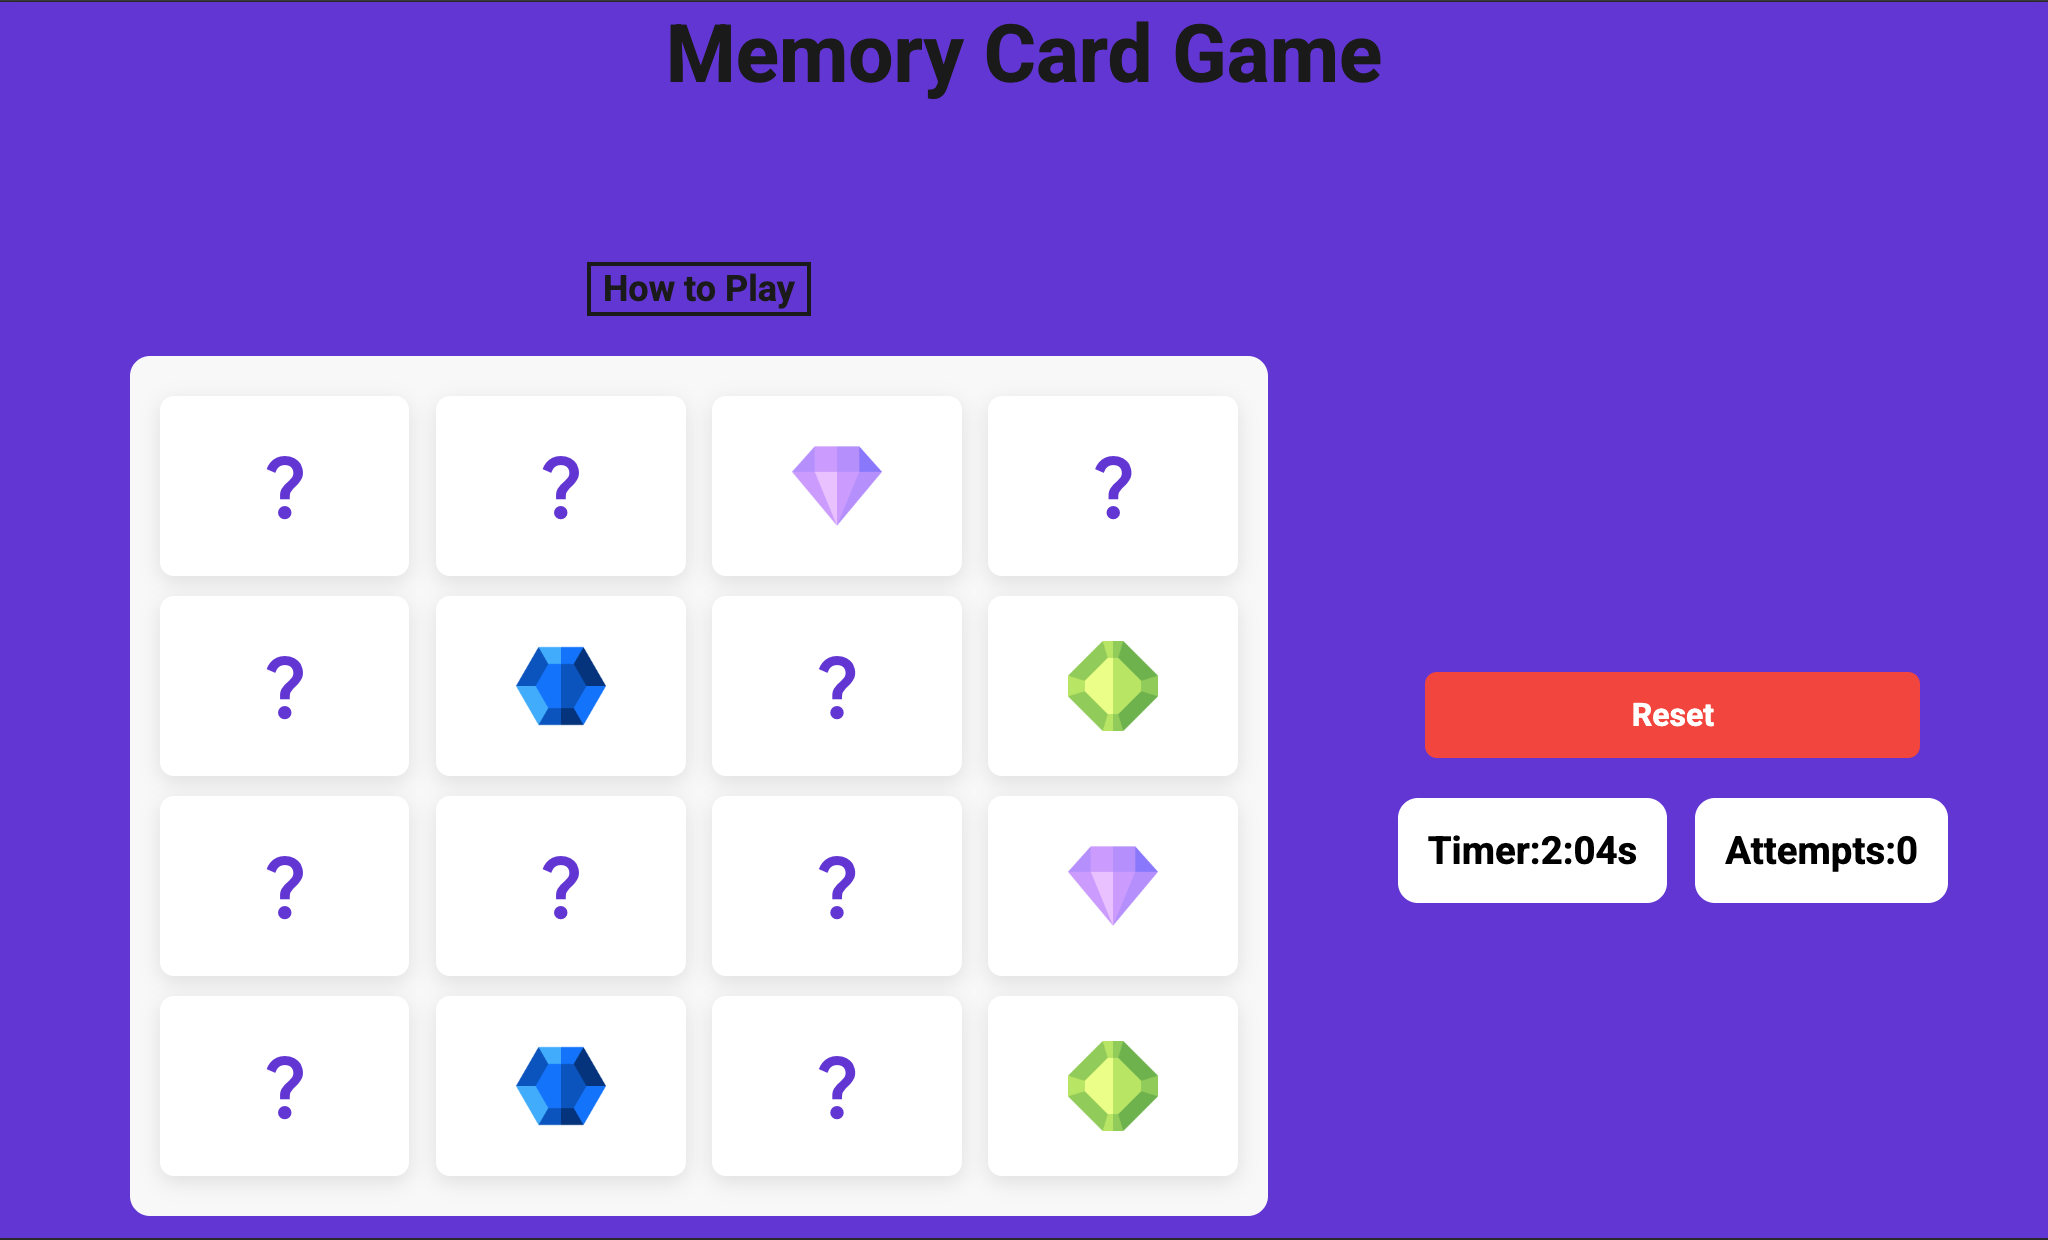 Memory Card Game
How to Play
? ? ?
? ?
? ? ?
? ?
Reset
Timer:2:04s
Attempts:0